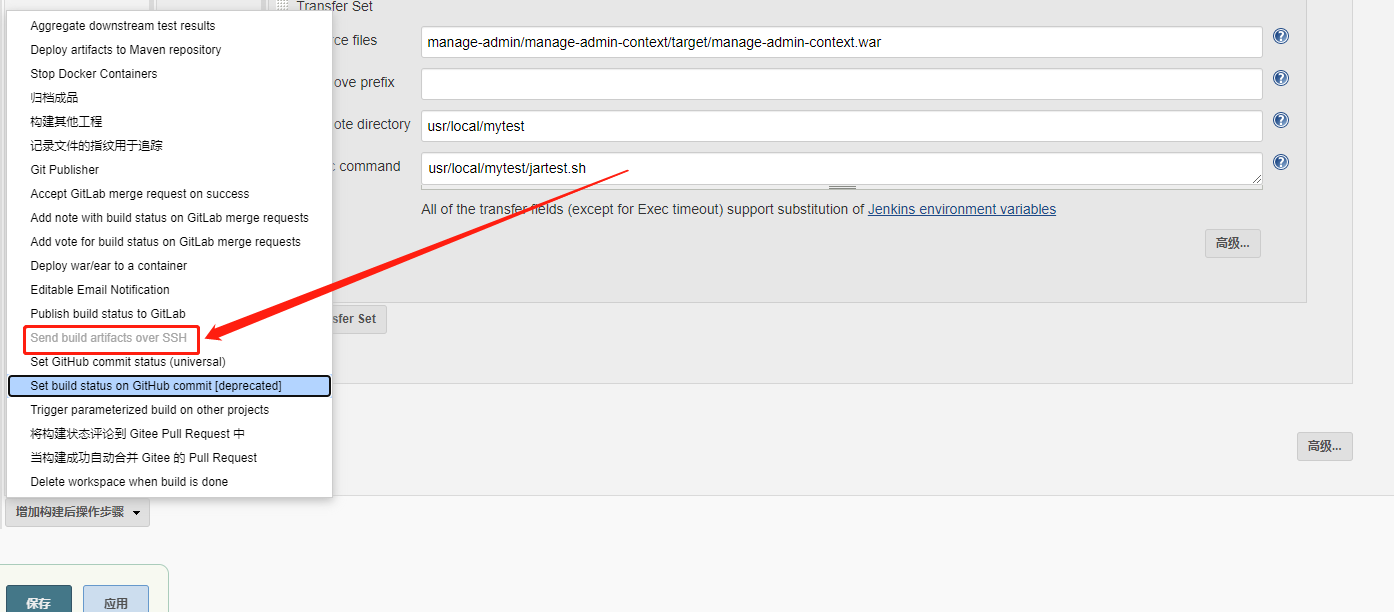 Transfer Set
Aggregate downstream test results
Deploy artifacts to Maven repository
Stop Docker Containers
归档成品
构建其他工程
记录文件的指纹用于追踪
Git Publisher
Accept GitLab merge request on success
Add note with build status on GitLab merge requests
Add vote for build status on GitLab merge requests
Deploy war/ear to a container
Editable Email Notification
Publish build status to GitLab
Send build artifacts over SSH
Set GitHub commit status (universal)
Set build status on GitHub commit [deprecated]
Trigger parameterized build on other projects
将构建状态评论到 Gitee Pull Request 中
当构建成功自动合并 Gitee 的 Pull Request
Delete workspace when build is done
rce files
manage-admin/manage-admin-context/target/manage-admin-context.war
ove prefix
ote directory
usr/local/mytest
command
usr/local/mytest/jartest.sh
All of the transfer fields (except for Exec timeout) support substitution of Jenkins environment variables
高级...
sfer Set
高级...
增加构建后操作步骤
保存
应用